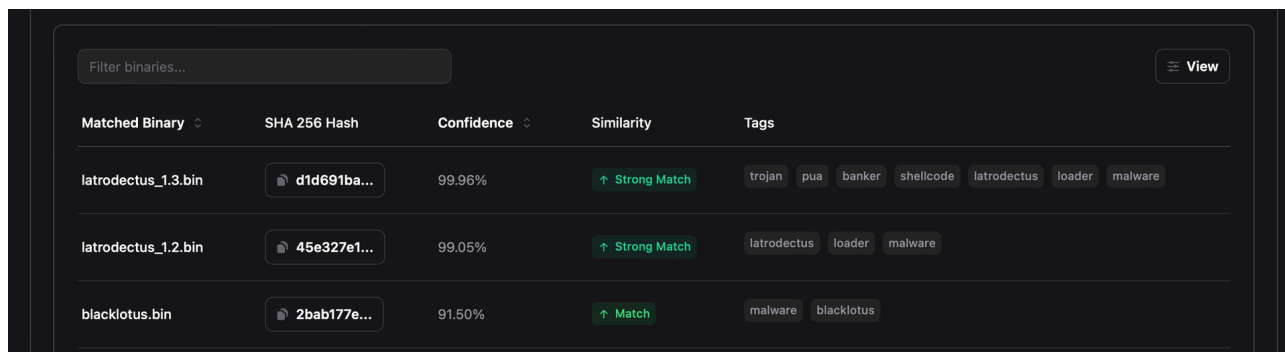 Filter binaries...
View
Matched Binary SHA 256 Hash Confidence Similarity Tags
latrodectus_1.3.bin d1d691ba... 99.96% ↑ Strong Match trojan pua banker shellcode latrodectus loader malware
latrodectus_1.2.bin 45e327e1... 99.05% ↑ Strong Match latrodectus loader malware
blacklotus.bin 2bab177e... 91.50% ↑ Match malware blacklotus